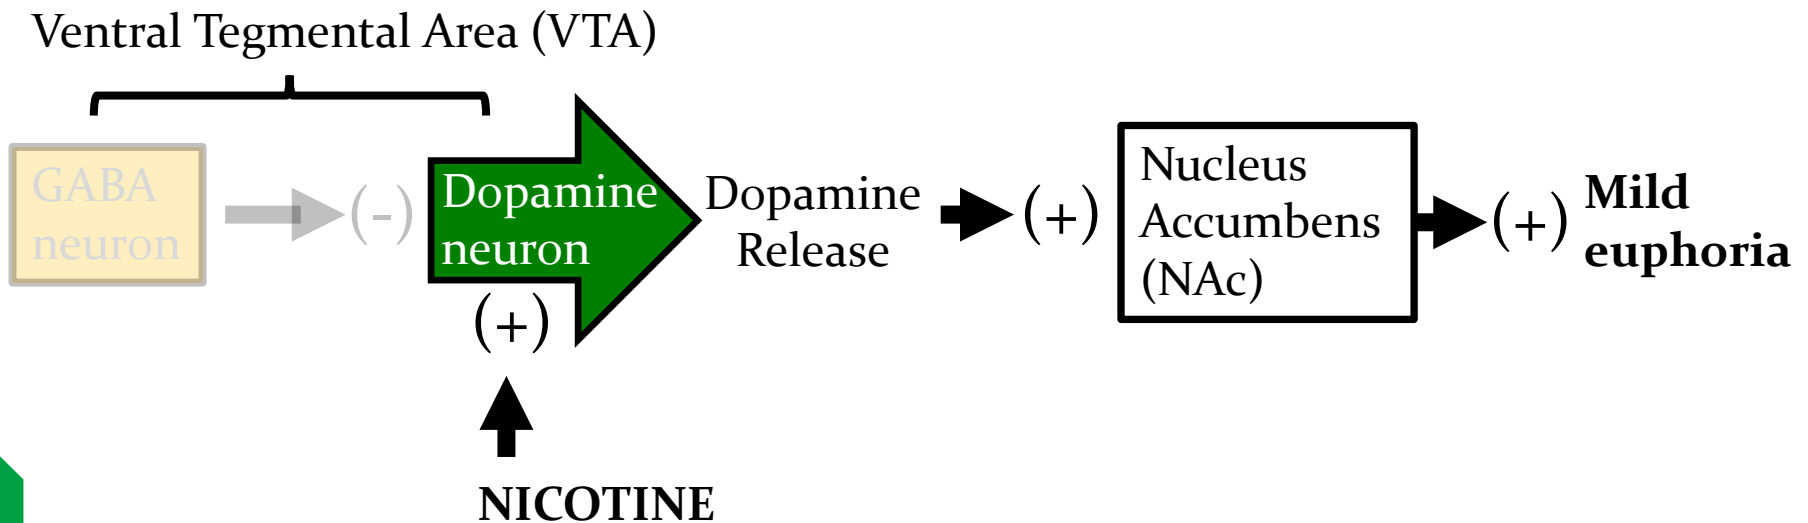 Ventral Tegmental Area (VTA)
GABA
neuron
(-)
Dopamine
neuron
(+)
NICOTINE
Dopamine
Release
(+)
Nucleus
Accumbens
(NAc)
(+)
Mild
euphoria